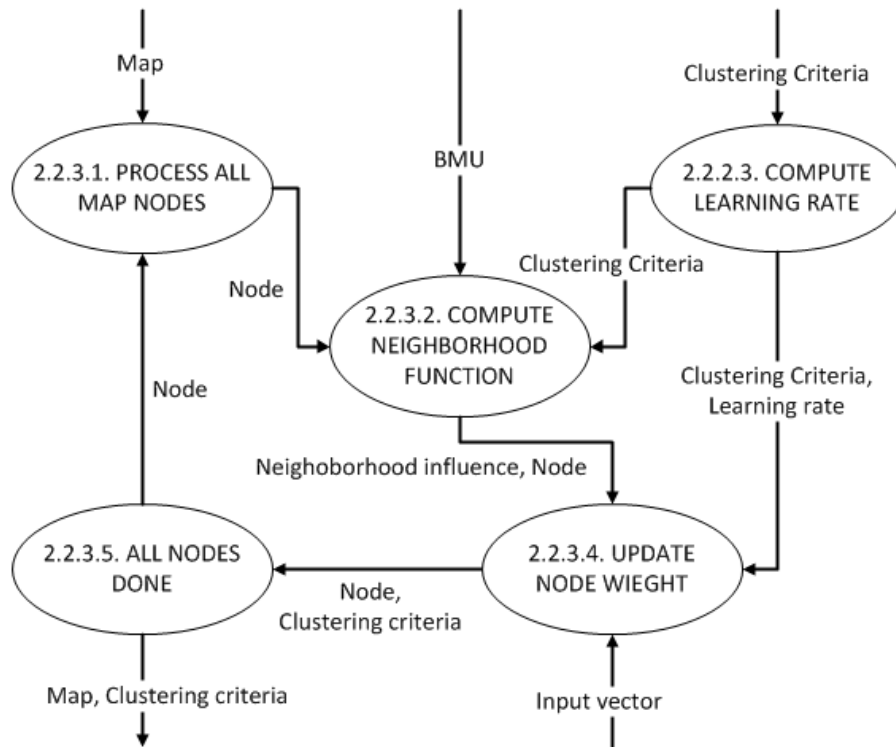 Map
Clustering Criteria
BMU
2.2.3.1. PROCESS ALL
MAP NODES
2.2.2.3. COMPUTE
LEARNING RATE
Clustering Criteria
Node
2.2.3.2. COMPUTE
NEIGHBORHOOD
FUNCTION
Node
Clustering Criteria,
Learning rate
Neighoborhood influence, Node
2.2.3.5. ALL NODES
DONE
2.2.3.4. UPDATE
NODE WIEGHT
Node,
Clustering criteria
Map, Clustering criteria
Input vector